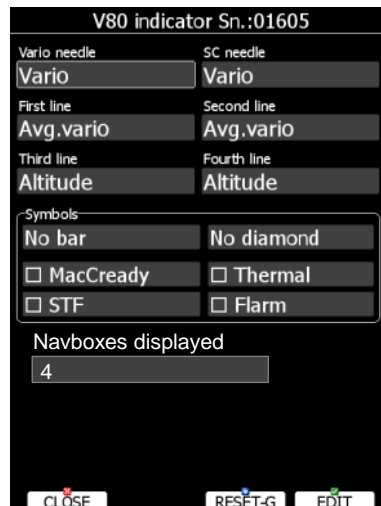 V80 indicator Sn.:01605
Vario needle SC needle
Vario Vario
First line Second line
Avg.vario Avg.vario
Third line Fourth line
Altitude Altitude
Symbols
No bar No diamond
MacCready Thermal
STF Flarm
Navboxes displayed
4
CLOSE RESET-G EDIT